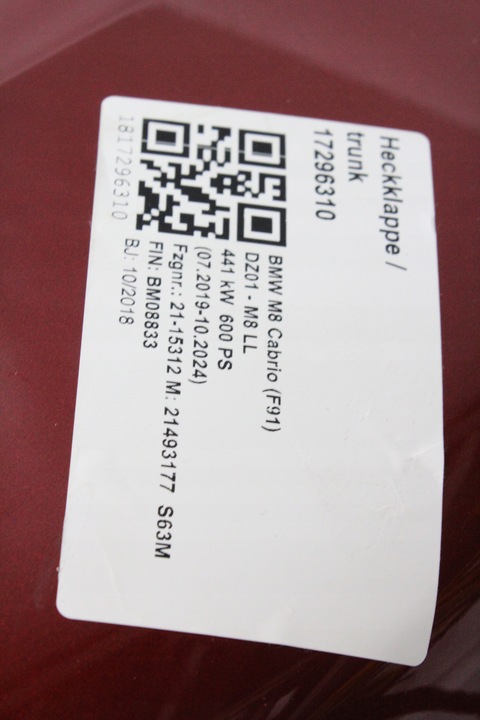 Heckklappe /
trunk
17296310
BMW M8 Cabrio (F91)
DZ01 - M8 LL
441 kW 600 PS
(07.2019-10.2024)
Fzgnr.: 21-15312 M: 21493177 S63M
FIN: BM08833
BJ: 10/2018
1817296310